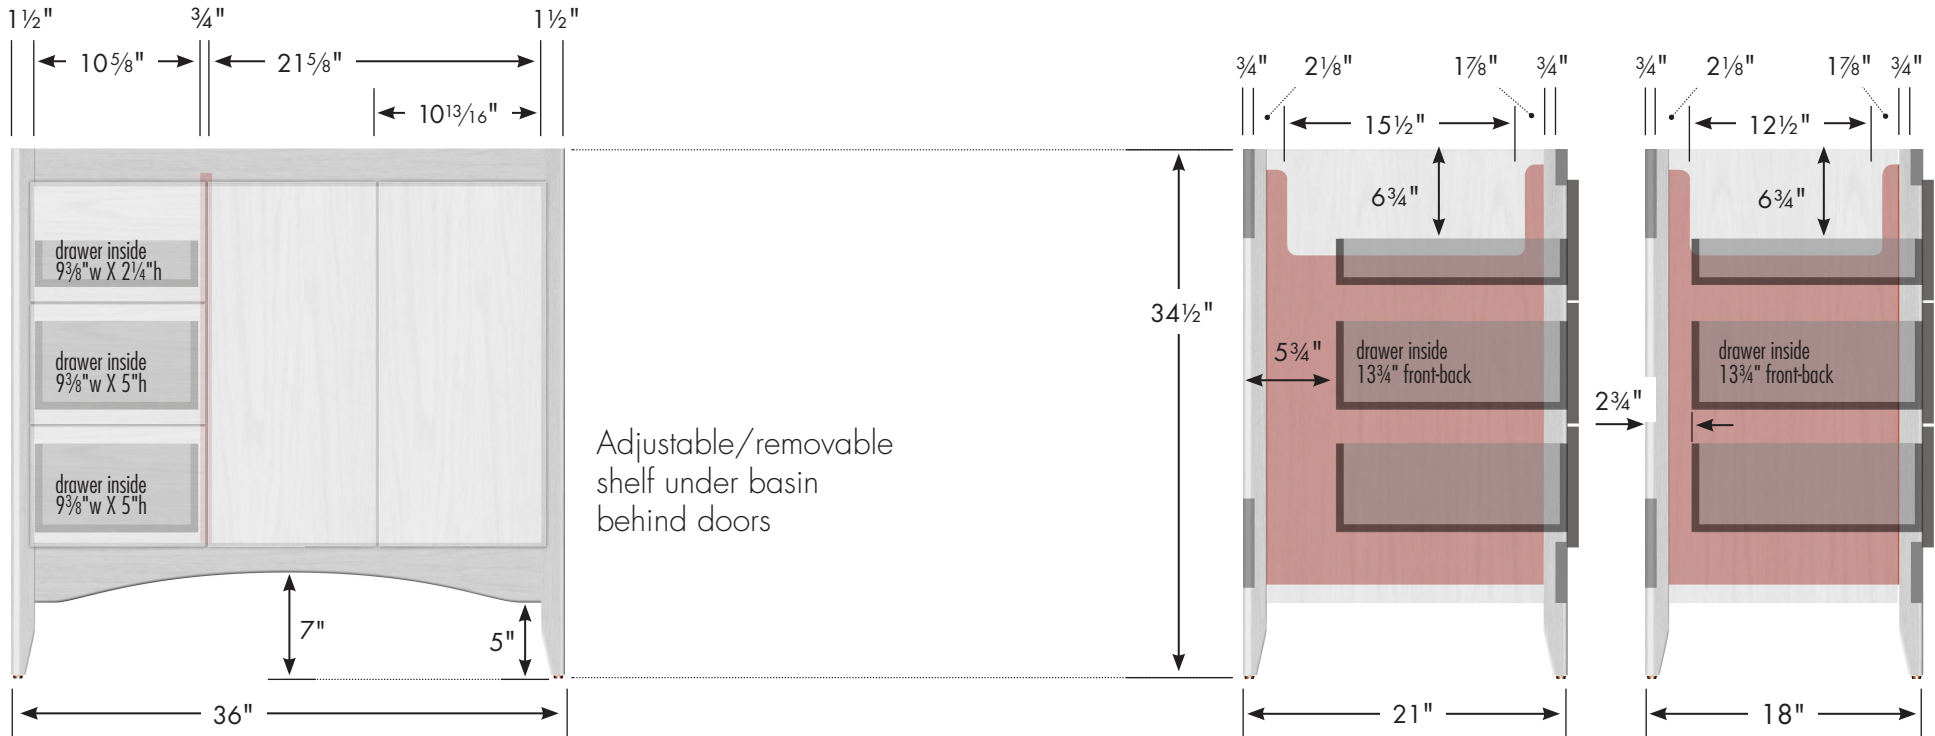 1½" ¾" 1½"
10⅝" 21⅝"
10 13/16"
¾" 2⅛" 1⅞" ¾"
15½"
¾" 2⅛" 1⅞" ¾"
12½"
6¾"
6¾"
drawer inside
9⅜"w X 2¼"h
drawer inside
9⅜"w X 5"h
drawer inside
9⅜"w X 5"h
34½"
5¾"
drawer inside
13¾" front-back
drawer inside
13¾" front-back
2¾"
Adjustable/removable
shelf under basin
behind doors
7"
5"
36"
21"
18"